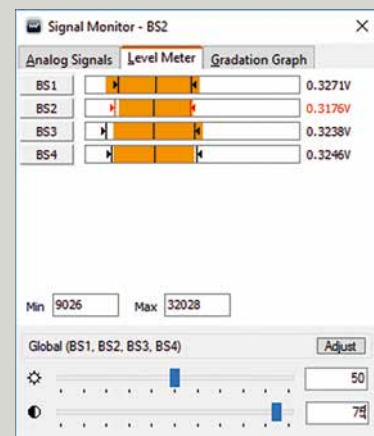 Signal Monitor - BS2
Analog Signals Level Meter Gradation Graph
BS1 0.3271V
BS2 0.3176V
BS3 0.3238V
BS4 0.3246V
Min 9026 Max 32028
Global (BS1, BS2, BS3, BS4) Adjust
50
75